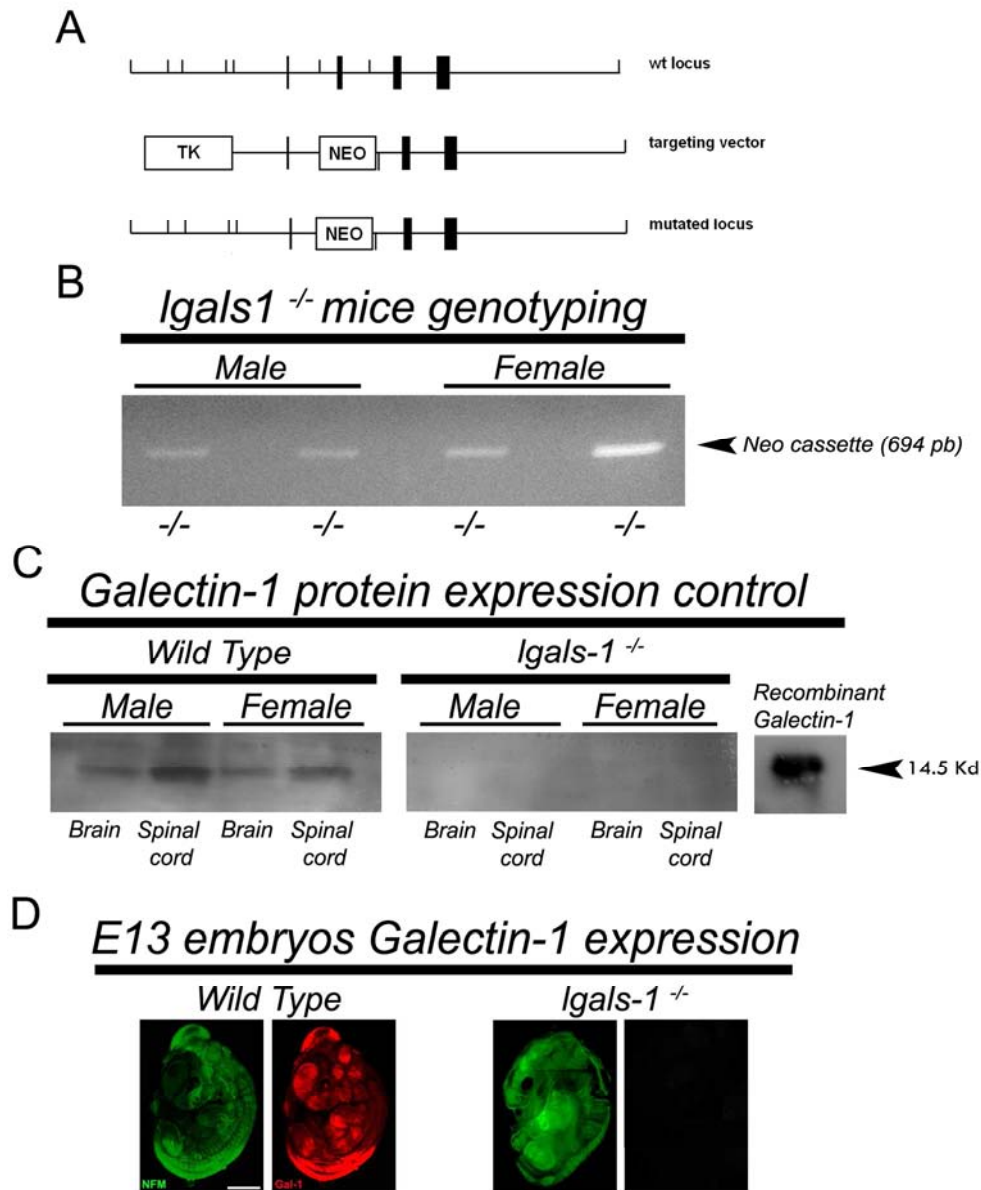 A
wt locus
TK
NEO
targeting vector
NEO
mutated locus
B
lgals1 -/- mice genotyping
Male Female
Neo cassette (694 pb)
-/- -/- -/- -/-
C
Galectin-1 protein expression control
Wild Type lgals-1 -/-
Male Female Male Female
Recombinant
Galectin-1
14.5 Kd
Brain Spinal cord Brain Spinal cord Brain Spinal cord Brain Spinal cord
D
E13 embryos Galectin-1 expression
Wild Type lgals-1 -/-
NFM Gal-1